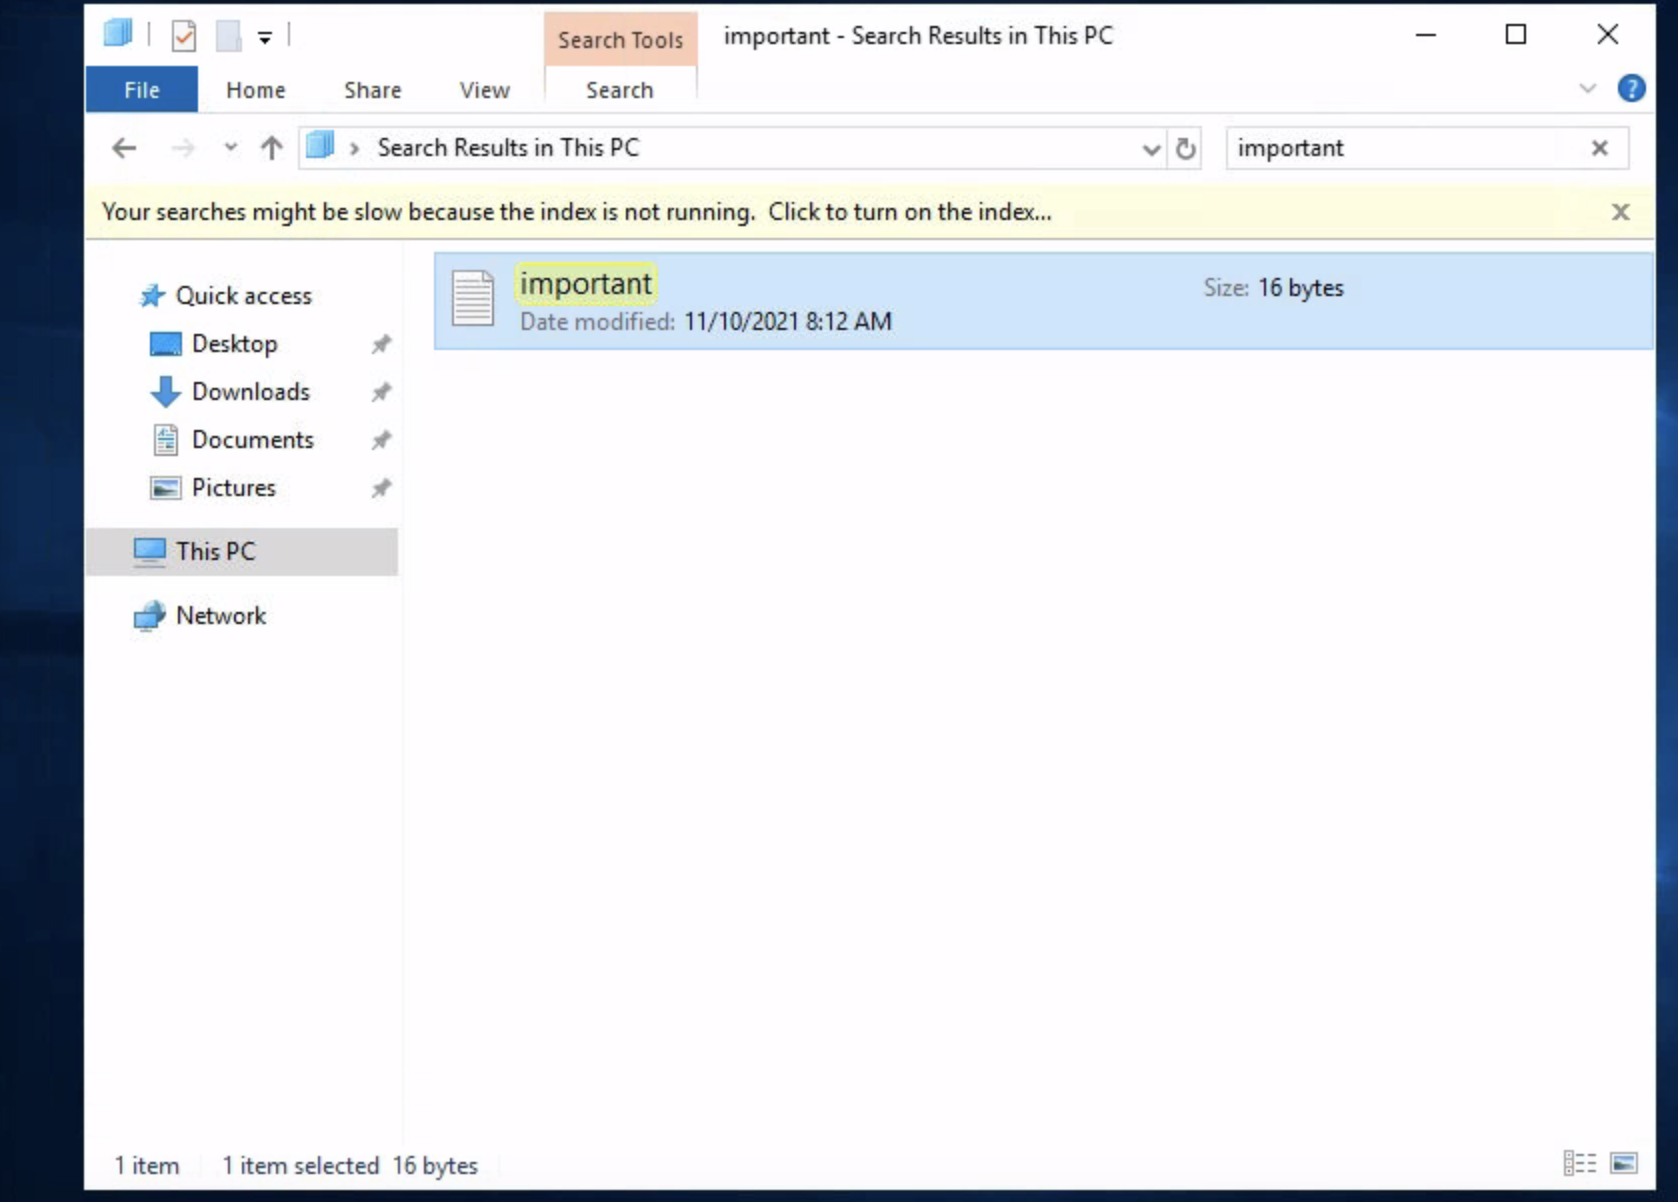 Search Tools
important - Search Results in This PC
File
Home
Share
View
Search
?
Search Results in This PC
important
Your searches might be slow because the index is not running. Click to turn on the index...
Quick access
Desktop
Downloads
Documents
Pictures
This PC
Network
important
Size: 16 bytes
Date modified: 11/10/2021 8:12 AM
1 item
1 item selected 16 bytes